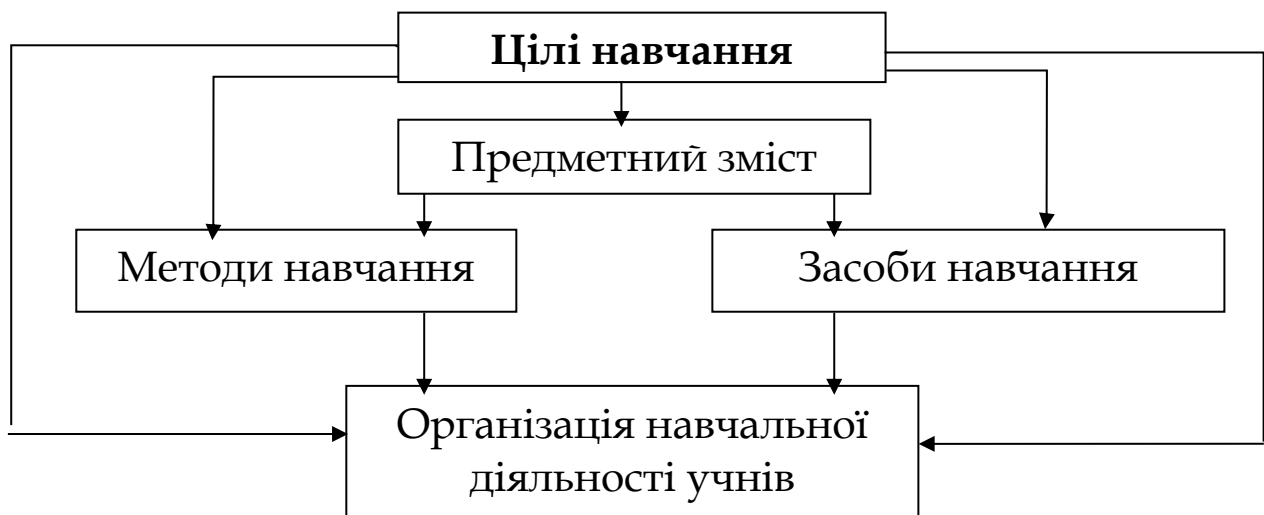 Цілі навчання
Предметний зміст
Методи навчання
Засоби навчання
Організація навчальної
діяльності учнів